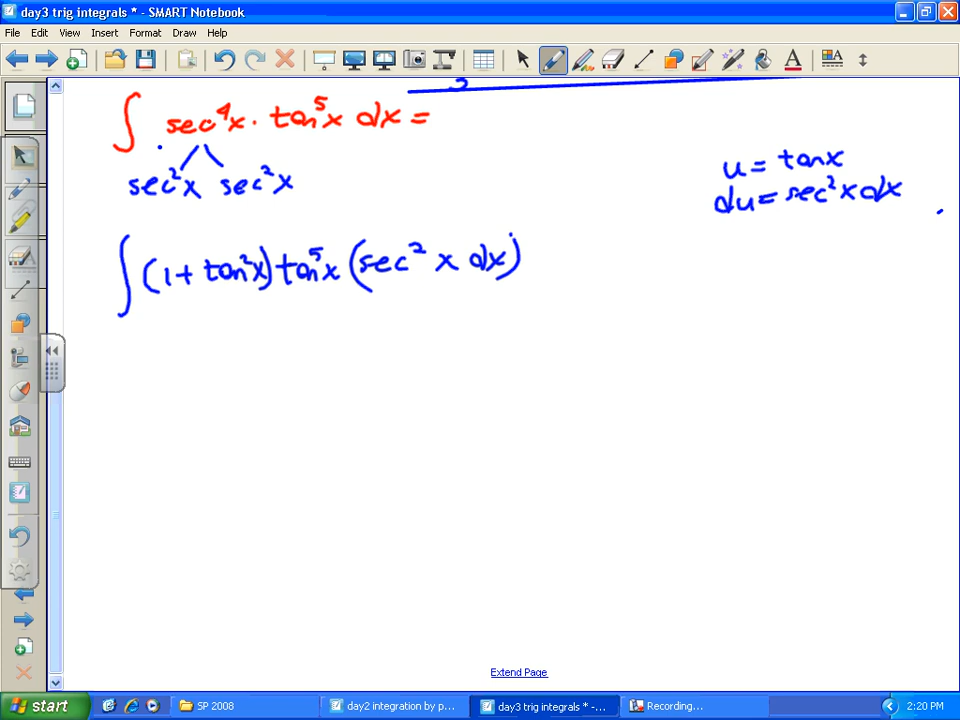 day3 trig integrals * - SMART Notebook
File Edit View Insert Format Draw Help
∫ sec⁴x · tan⁵x dx =
sec²x sec²x
u = tanx
du = sec²x dx
∫ (1 + tan²x) tan⁵x (sec² x dx)
Extend Page
start
SP 2008
day2 integration by p...
day3 trig integrals * -...
Recording...
2:20 PM